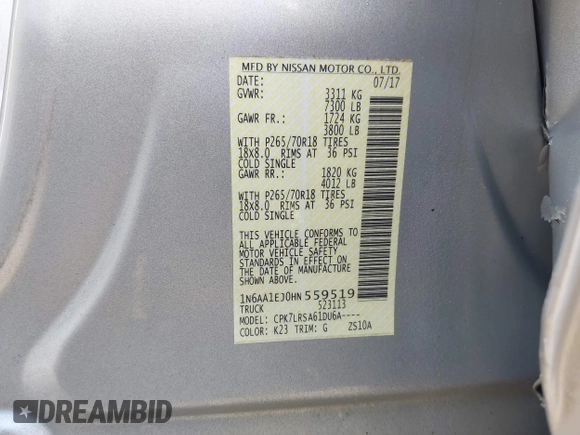 MFD BY NISSAN MOTOR CO., LTD.
DATE: 07/17
GVWR: 3311 KG
7300 LB
GAWR FR.: 1724 KG
3800 LB
WITH P265/70R18 TIRES
18X8.0 RIMS AT 36 PSI
COLD SINGLE
GAWR RR.: 1820 KG
4012 LB
WITH P265/70R18 TIRES
18X8.0 RIMS AT 36 PSI
COLD SINGLE
THIS VEHICLE CONFORMS TO
ALL APPLICABLE FEDERAL
MOTOR VEHICLE SAFETY
STANDARDS IN EFFECT ON
THE DATE OF MANUFACTURE
SHOWN ABOVE.
1N6AA1EJ0HN559519
TRUCK 523113
MODEL: CPK7LRSA61DU6A----
COLOR: K23 TRIM: G ZS10A
DREAMBID